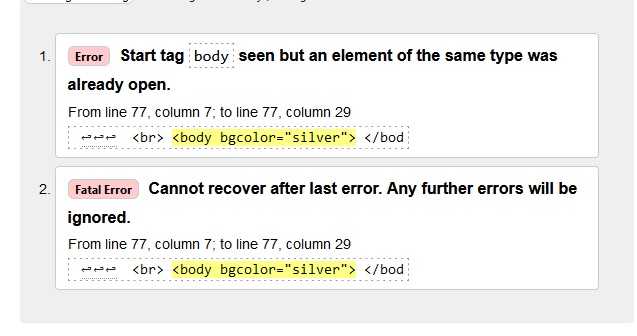 1. Error Start tag body seen but an element of the same type was
already open.
From line 77, column 7; to line 77, column 29
↩↩↩ <br> <body bgcolor="silver"> </bod
2. Fatal Error Cannot recover after last error. Any further errors will be
ignored.
From line 77, column 7; to line 77, column 29
↩↩↩ <br> <body bgcolor="silver"> </bod